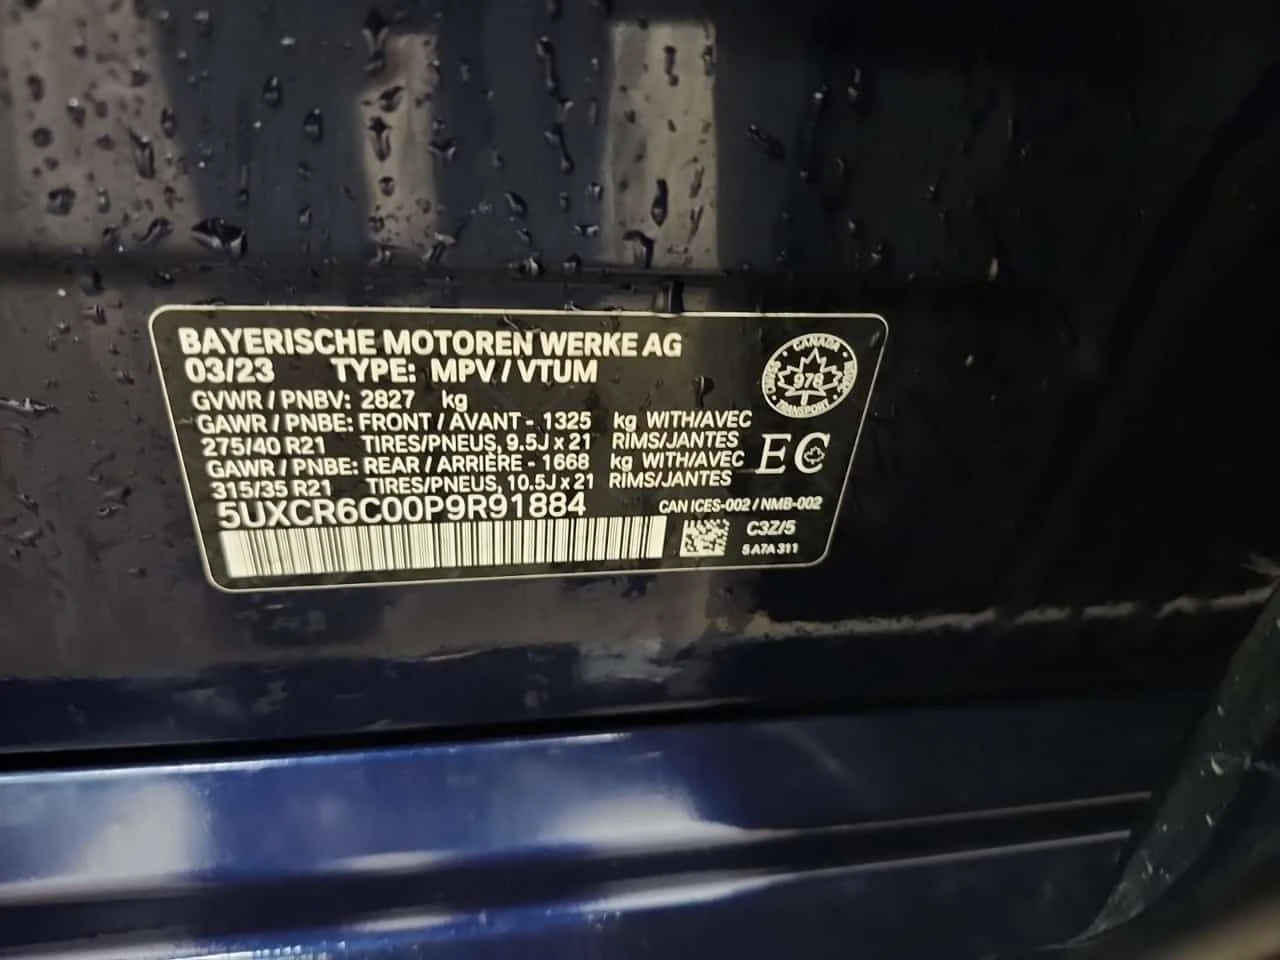 BAYERISCHE MOTOREN WERKE AG
03/23 TYPE: MPV / VTUM
GVWR / PNBV: 2827 kg
GAWR / PNBE: FRONT / AVANT - 1325 kg WITH/AVEC
275/40 R21 TIRES/PNEUS, 9.5J x 21 RIMS/JANTES
GAWR / PNBE: REAR / ARRIÈRE - 1668 kg WITH/AVEC
315/35 R21 TIRES/PNEUS, 10.5J x 21 RIMS/JANTES
5UXCR6C00P9R91884
CANADA
978
TRANSPORT
EC
CAN ICES-002 / NMB-002
C3Z/5
5A7A311